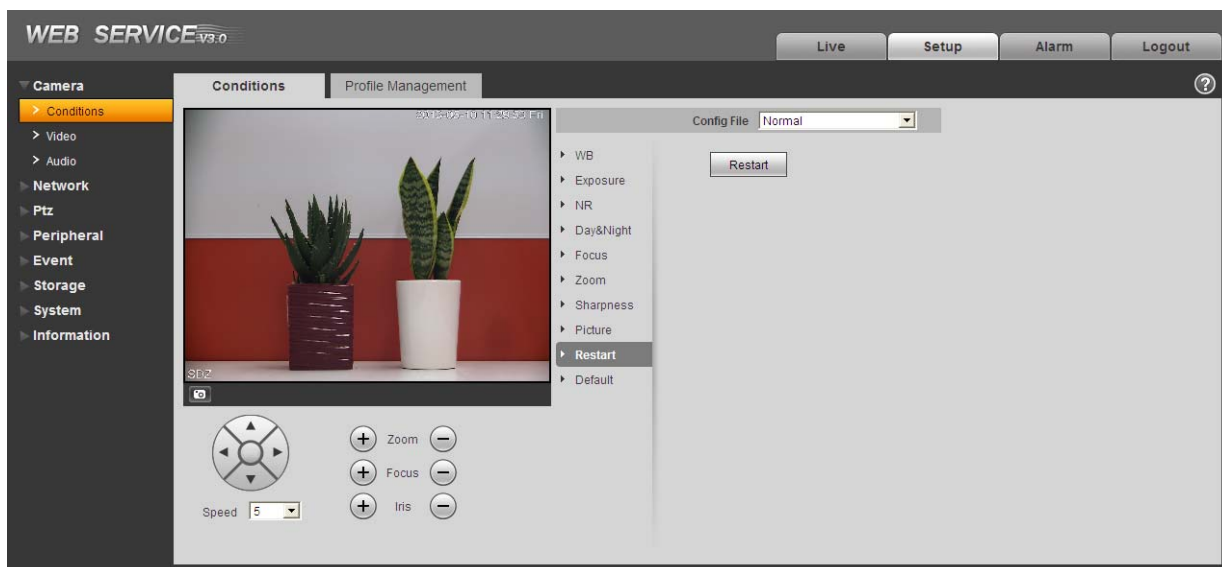 WEB SERVICE V3.0
Live
Setup
Alarm
Logout
Camera
Conditions
Video
Audio
Network
Ptz
Peripheral
Event
Storage
System
Information
Conditions
Profile Management
?
SDZ
Config File Normal
WB
Exposure
NR
Day&Night
Focus
Zoom
Sharpness
Picture
Restart
Default
Restart
Zoom
Focus
Iris
Speed 5